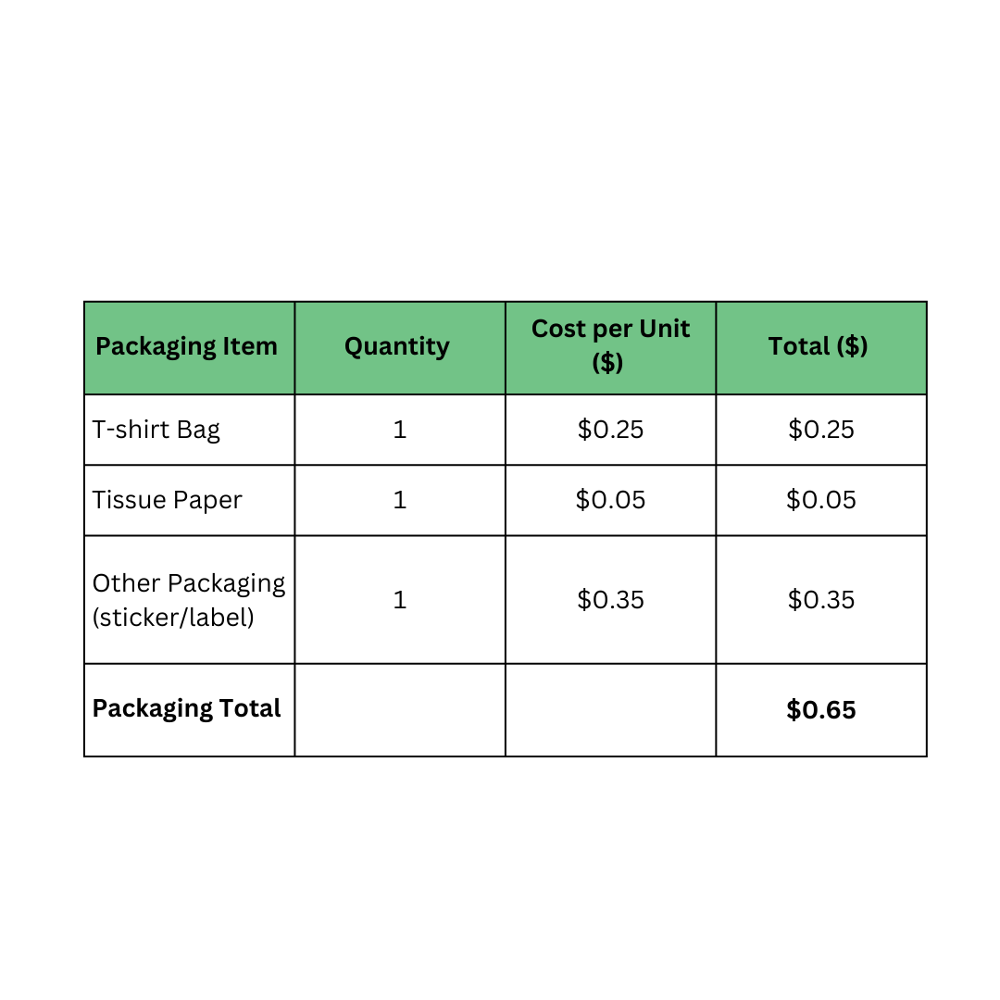 Packaging Item Quantity Cost per Unit
($) Total ($)
T-shirt Bag 1 $0.25 $0.25
Tissue Paper 1 $0.05 $0.05
Other Packaging
(sticker/label) 1 $0.35 $0.35
Packaging Total $0.65